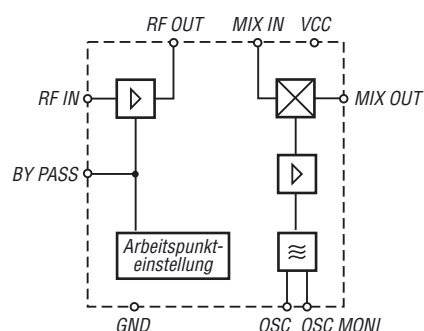 RF OUT MIX IN VCC
RF IN
MIX OUT
BY PASS
Arbeitspunkt-
einstellung
GND OSC OSC MONI